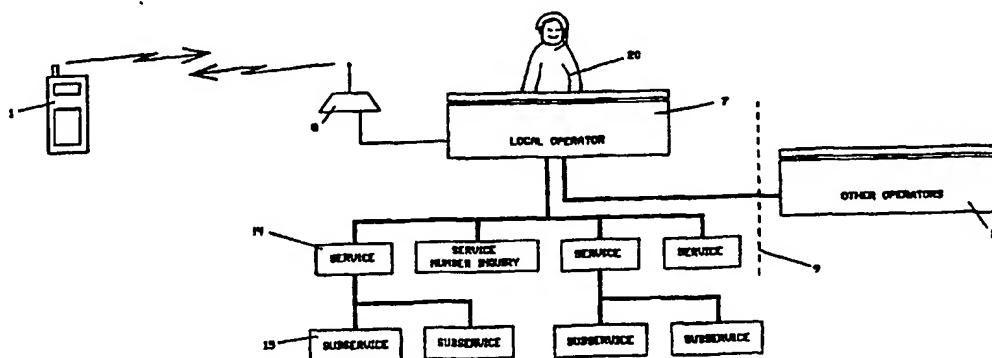 20
7
1
8
LOCAL OPERATOR
OTHER OPERATORS
14
SERVICE
SERVICE
NUMBER INQUIRY
SERVICE
SERVICE
9
15
SUBSERVICE
SUBSERVICE
SUBSERVICE
SUBSERVICE